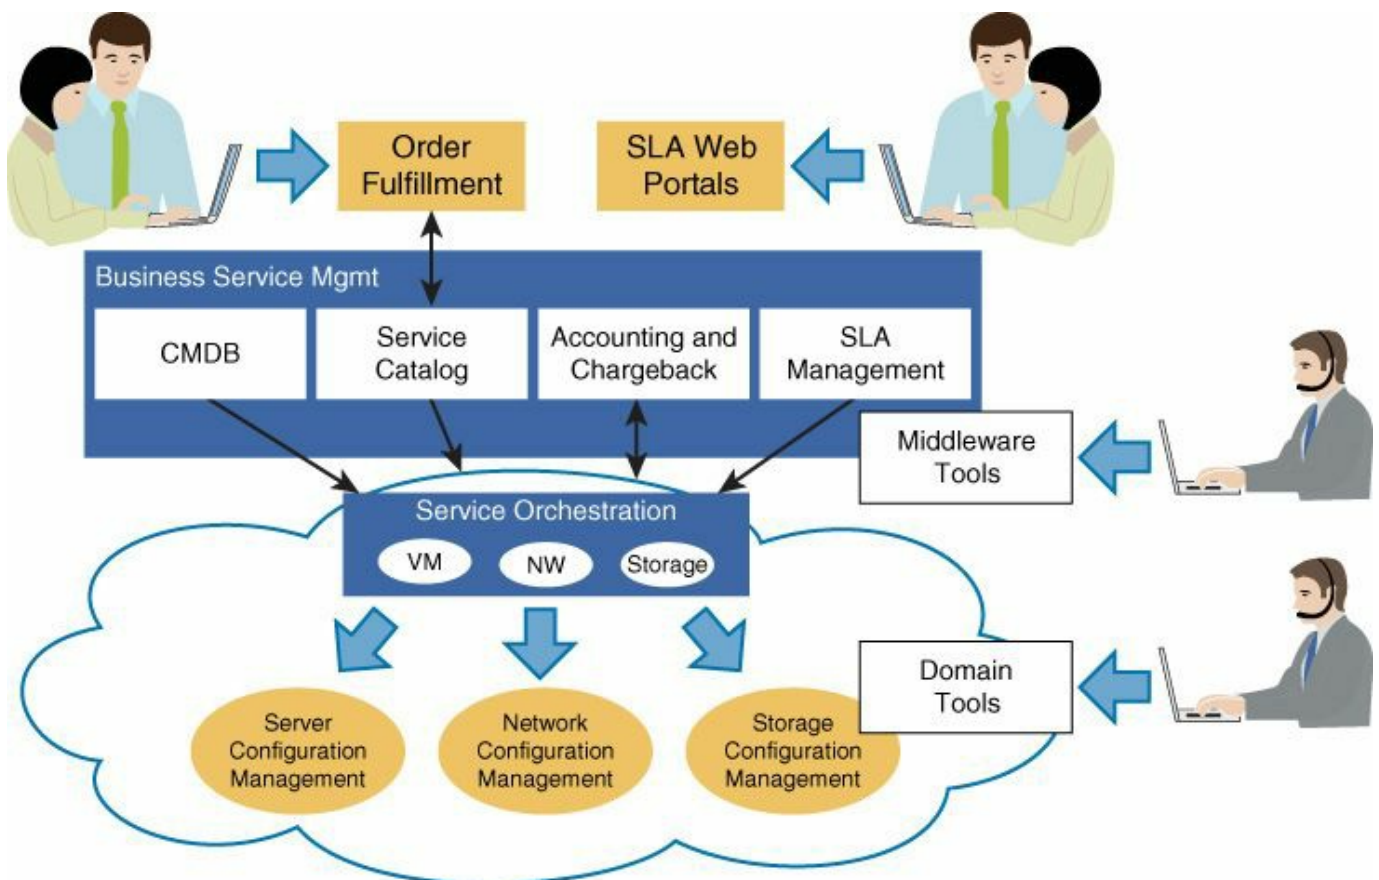 Order
Fulfillment
SLA Web
Portals
Business Service Mgmt
CMDB
Service
Catalog
Accounting and
Chargeback
SLA
Management
Middleware
Tools
Service Orchestration
VM
NW
Storage
Domain
Tools
Server
Configuration
Management
Network
Configuration
Management
Storage
Configuration
Management